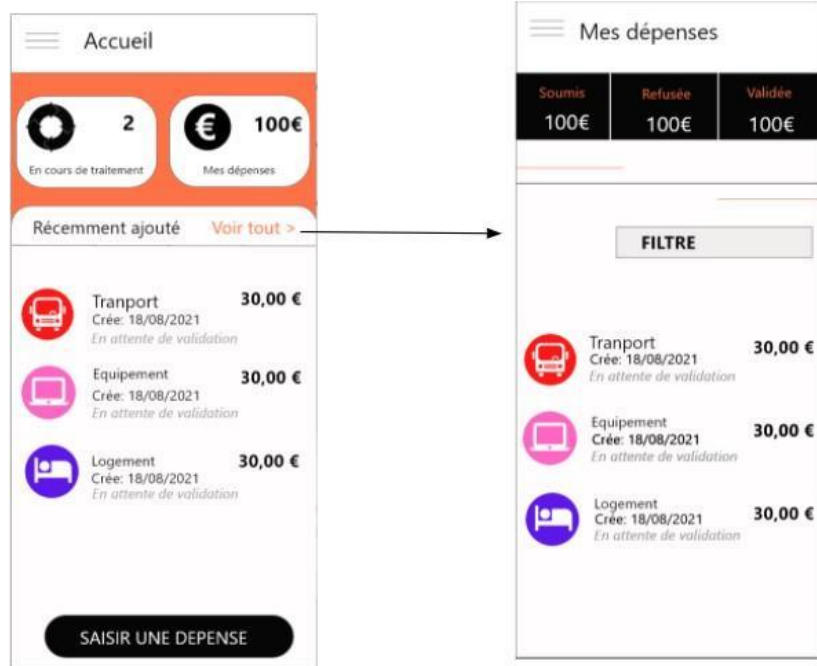 Accueil
2
100€
En cours de traitement
Mes dépenses
Récemment ajouté
Voir tout >
Tranport
30,00 €
Crée: 18/08/2021
En attente de validation
Equipement
30,00 €
Crée: 18/08/2021
En attente de validation
Logement
30,00 €
Crée: 18/08/2021
En attente de validation
SAISIR UNE DEPENSE
Mes dépenses
Soumis
Refusée
Validée
100€
100€
100€
FILTRE
Tranport
30,00 €
Crée: 18/08/2021
En attente de validation
Equipement
30,00 €
Crée: 18/08/2021
En attente de validation
Logement
30,00 €
Crée: 18/08/2021
En attente de validation